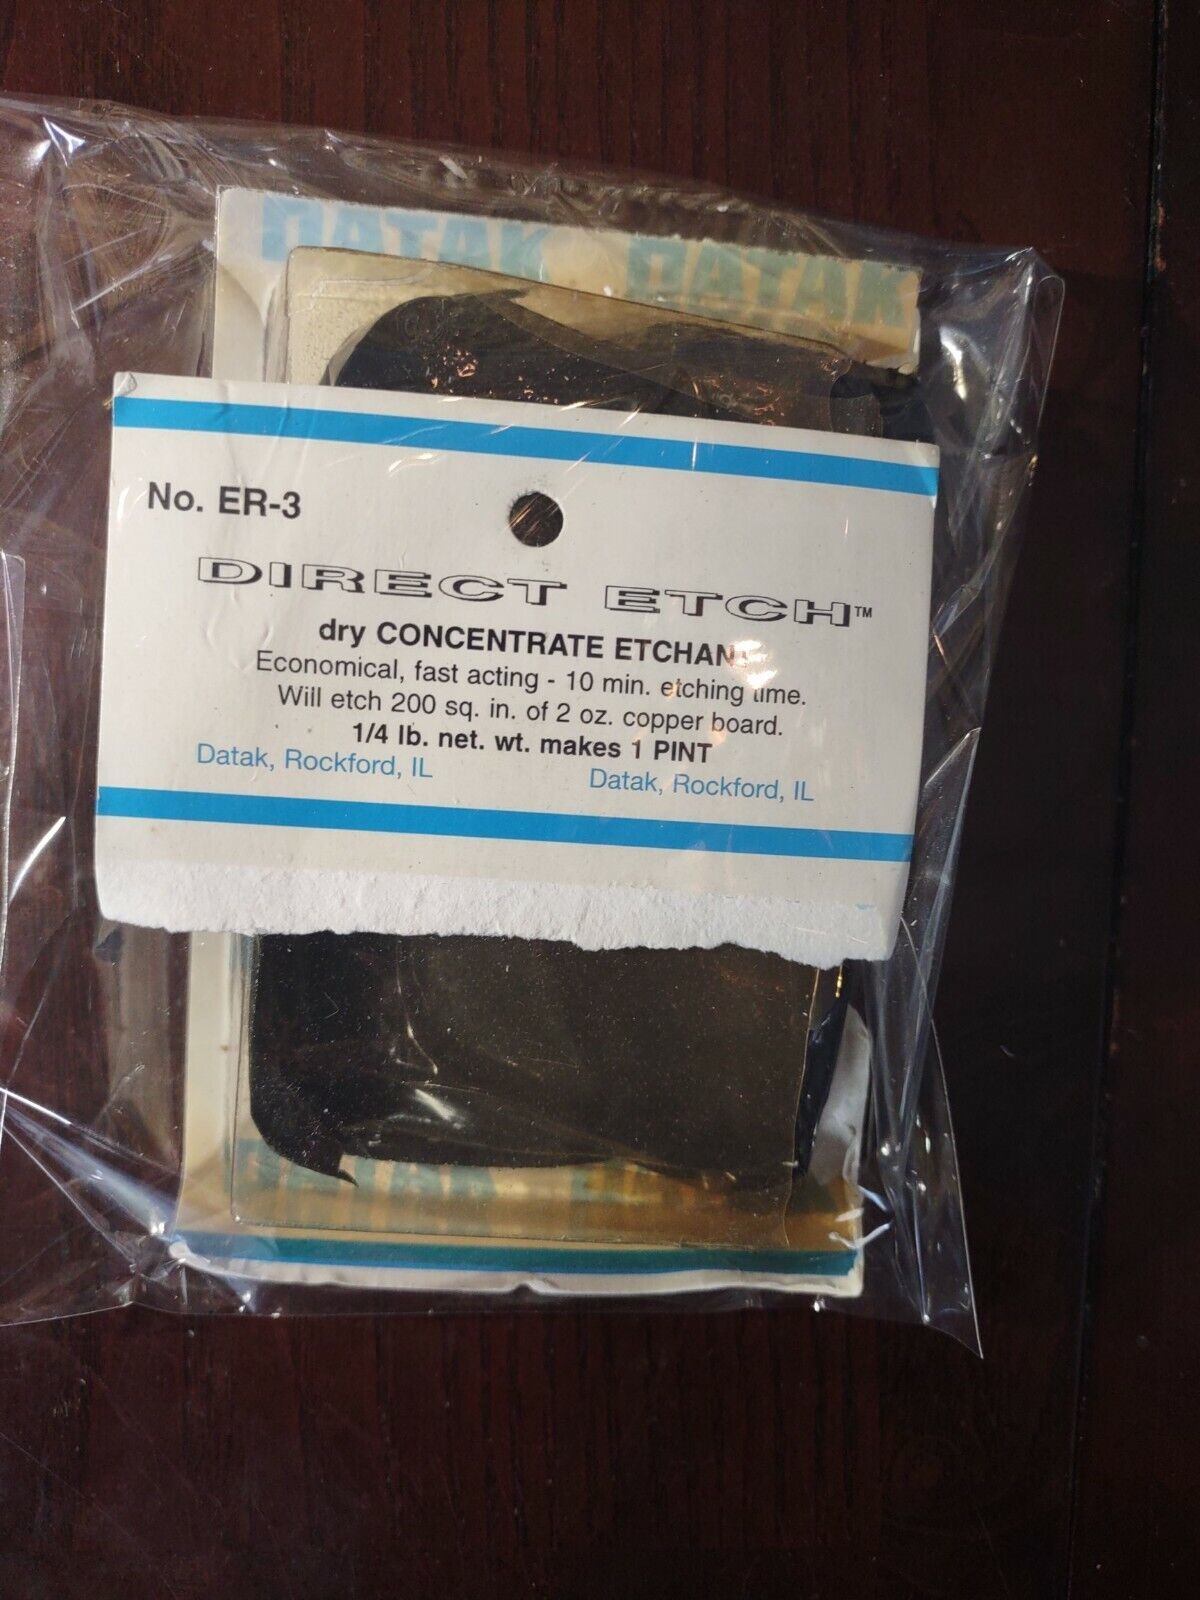 DATAK DATAK
No. ER-3
DIRECT ETCH™
dry CONCENTRATE ETCHANT
Economical, fast acting - 10 min. etching time.
Will etch 200 sq. in. of 2 oz. copper board.
1/4 lb. net. wt. makes 1 PINT
Datak, Rockford, IL Datak, Rockford, IL
DATAK